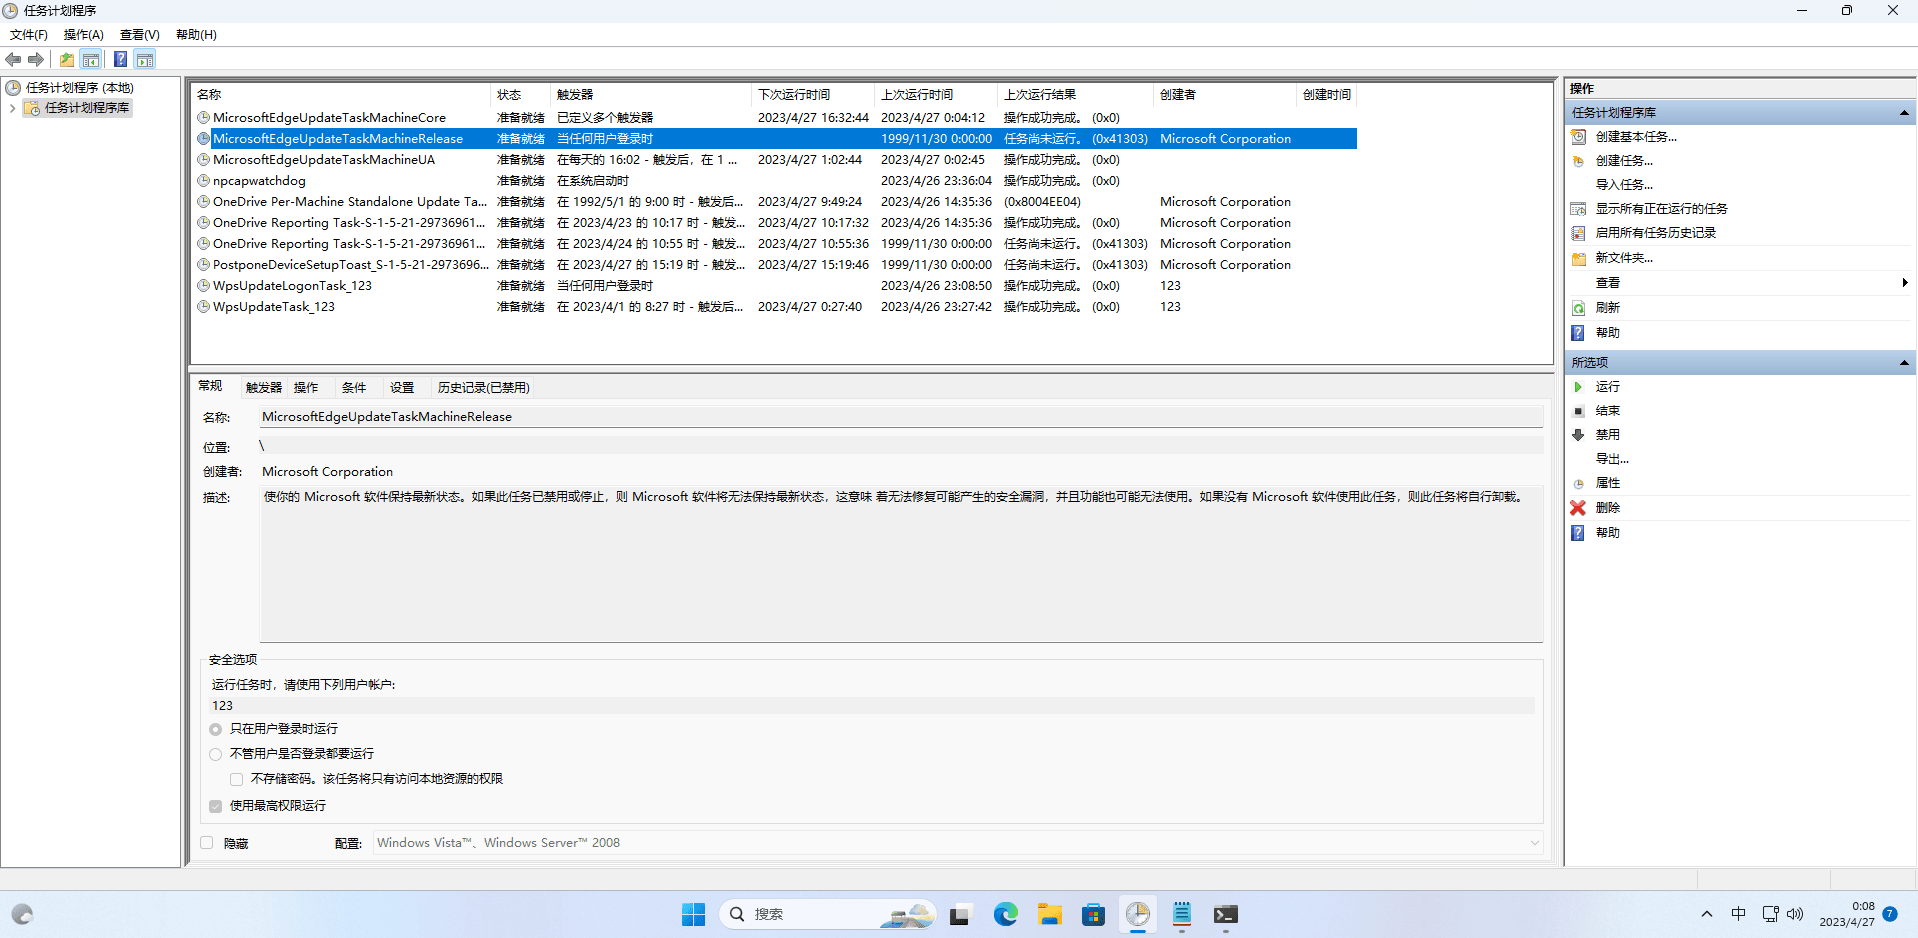 任务计划程序
文件(F) 操作(A) 查看(V) 帮助(H)
任务计划程序 (本地)
任务计划程序库
名称 状态 触发器 下次运行时间 上次运行时间 上次运行结果 创建者 创建时间
MicrosoftEdgeUpdateTaskMachineCore 准备就绪 已定义多个触发器 2023/4/27 16:32:44 2023/4/27 0:04:12 操作成功完成。 (0x0)
MicrosoftEdgeUpdateTaskMachineRelease 准备就绪 当任何用户登录时 1999/11/30 0:00:00 任务尚未运行。 (0x41303) Microsoft Corporation
MicrosoftEdgeUpdateTaskMachineUA 准备就绪 在每天的 16:02 - 触发后，在 1 ... 2023/4/27 1:02:44 2023/4/27 0:02:45 操作成功完成。 (0x0)
npcapwatchdog 准备就绪 在系统启动时 2023/4/26 23:36:04 操作成功完成。 (0x0)
OneDrive Per-Machine Standalone Update Ta... 准备就绪 在 1992/5/1 的 9:00 时 - 触发后... 2023/4/27 9:49:24 2023/4/26 14:35:36 (0x8004EE04) Microsoft Corporation
OneDrive Reporting Task-S-1-5-21-29736961... 准备就绪 在 2023/4/23 的 10:17 时 - 触发... 2023/4/27 10:17:32 2023/4/26 14:35:36 操作成功完成。 (0x0) Microsoft Corporation
OneDrive Reporting Task-S-1-5-21-29736961... 准备就绪 在 2023/4/24 的 10:55 时 - 触发... 2023/4/27 10:55:36 1999/11/30 0:00:00 任务尚未运行。 (0x41303) Microsoft Corporation
PostponeDeviceSetupToast_S-1-5-21-2973696... 准备就绪 在 2023/4/27 的 15:19 时 - 触发... 2023/4/27 15:19:46 1999/11/30 0:00:00 任务尚未运行。 (0x41303) Microsoft Corporation
WpsUpdateLogonTask_123 准备就绪 当任何用户登录时 2023/4/26 23:08:50 操作成功完成。 (0x0) 123
WpsUpdateTask_123 准备就绪 在 2023/4/1 的 8:27 时 - 触发后... 2023/4/27 0:27:40 2023/4/26 23:27:42 操作成功完成。 (0x0) 123
常规 触发器 操作 条件 设置 历史记录(已禁用)
名称: MicrosoftEdgeUpdateTaskMachineRelease
位置: \
创建者: Microsoft Corporation
描述: 使你的 Microsoft 软件保持最新状态。如果此任务已禁用或停止，则 Microsoft 软件将无法保持最新状态，这意味 着无法修复可能产生的安全漏洞，并且功能也可能无法使用。如果没有 Microsoft 软件使用此任务，则此任务将自行卸载。
安全选项
运行任务时，请使用下列用户帐户:
123
只在用户登录时运行
不管用户是否登录都要运行
不存储密码。该任务将只有访问本地资源的权限
使用最高权限运行
隐藏 配置: Windows Vista™、Windows Server™ 2008
操作
任务计划程序库
创建基本任务...
创建任务...
导入任务...
显示所有正在运行的任务
启用所有任务历史记录
新文件夹...
查看
刷新
帮助
所选项
运行
结束
禁用
导出...
属性
删除
帮助
搜索
中
0:08
2023/4/27
7